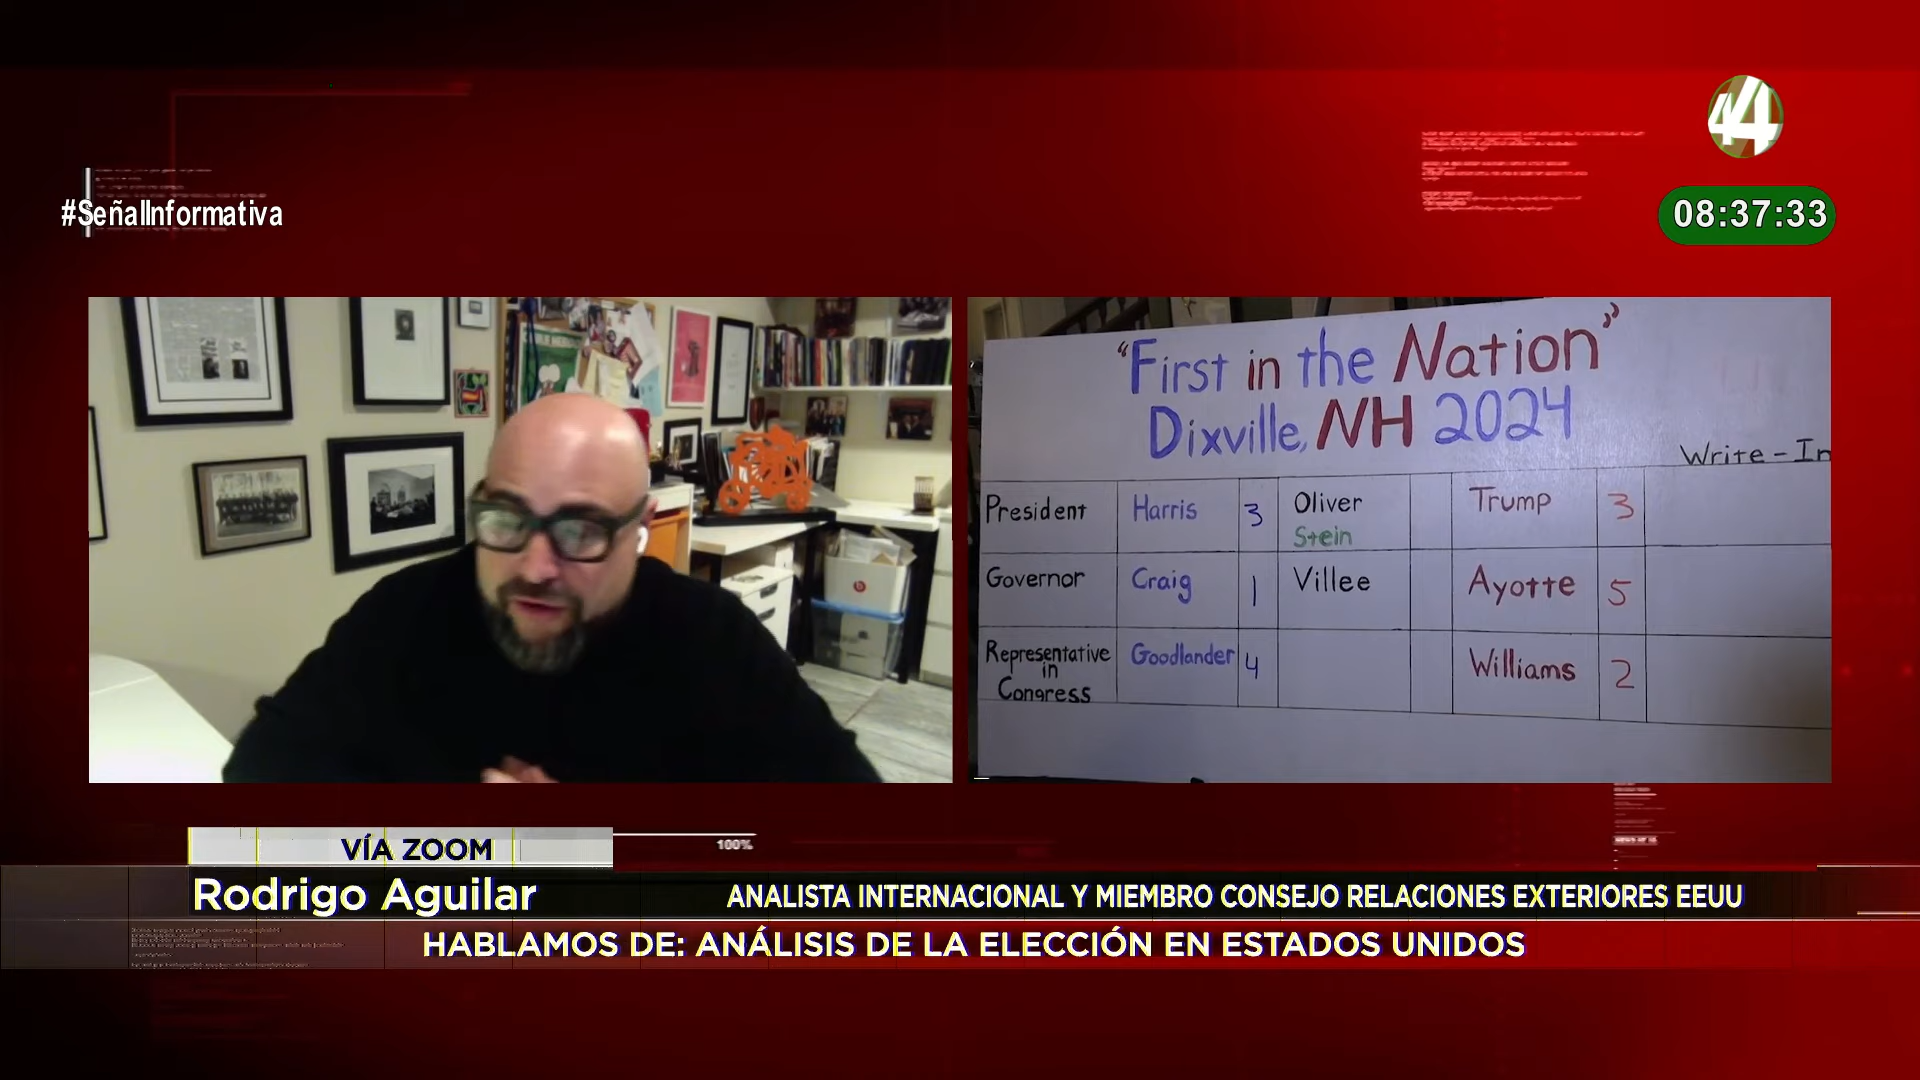 44
#SeñalInformativa
08:37:33
"First in the Nation"
Dixville, NH 2024
Write-In
President Harris 3 Oliver Trump 3
Stein
Governor Craig 1 Villee Ayotte 5
Representative Goodlander 4 Williams 2
in
Congress
VÍA ZOOM
100%
Rodrigo Aguilar
ANALISTA INTERNACIONAL Y MIEMBRO CONSEJO RELACIONES EXTERIORES EEUU
HABLAMOS DE: ANÁLISIS DE LA ELECCIÓN EN ESTADOS UNIDOS